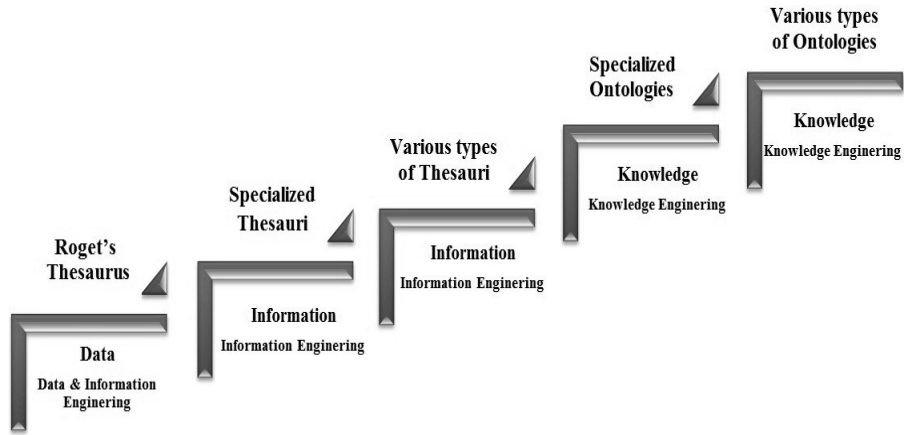 Roget's
Thesaurus
Data
Data & Information
Enginering
Specialized
Thesauri
Information
Information Enginering
Various types
of Thesauri
Information
Information Enginering
Specialized
Ontologies
Knowledge
Knowledge Enginering
Various types
of Ontologies
Knowledge
Knowledge Enginering